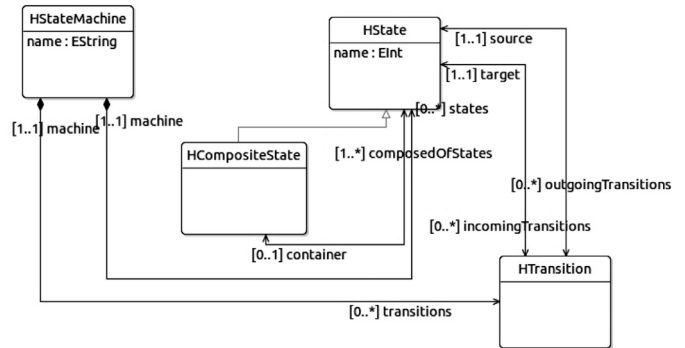 HStateMachine
name : EString
HState
name : EInt
[1..1] source
[1..1] target
[0..*] states
[1..1] machine
[1..1] machine
HCompositeState
[1..*] composedOfStates
[0..*] outgoingTransitions
[0..*] incomingTransitions
[0..1] container
HTransition
[0..*] transitions